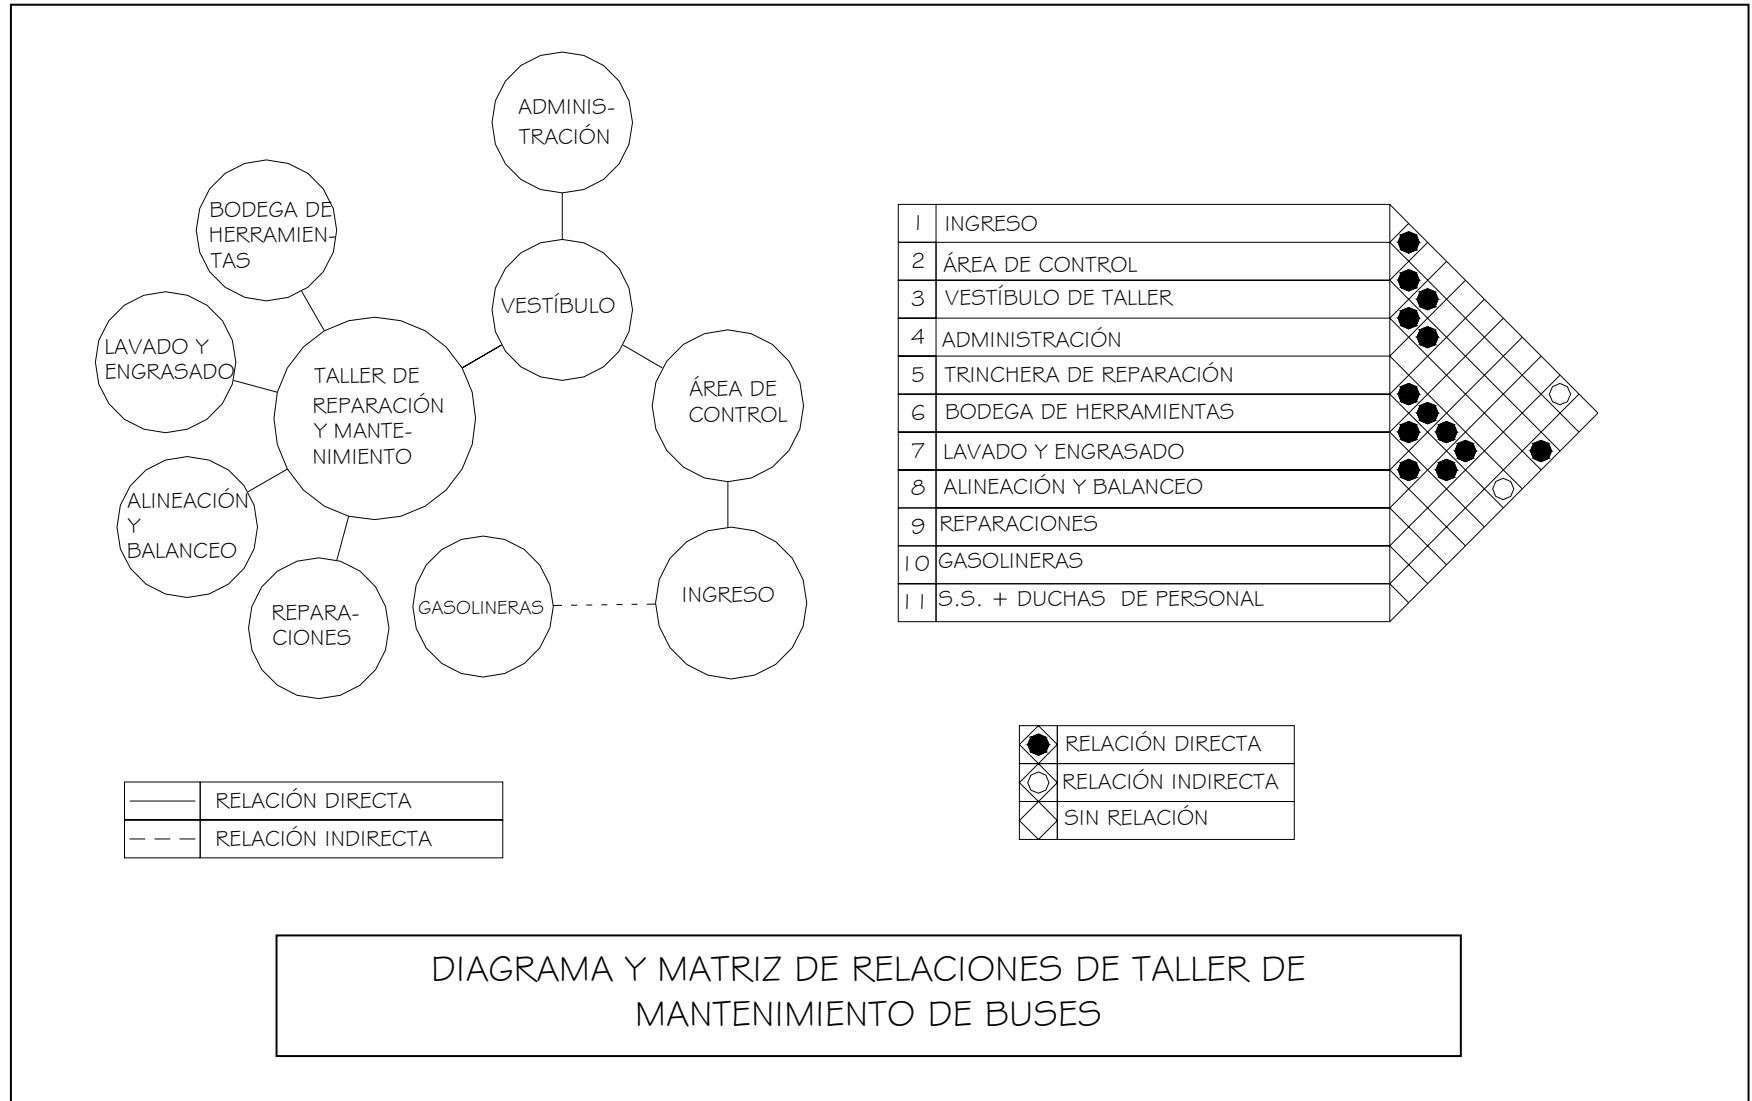 ADMINIS-
TRACIÓN
BODEGA DE
HERRAMIEN-
TAS
VESTÍBULO
LAVADO Y
ENGRASADO
TALLER DE
REPARACIÓN
Y MANTE-
NIMIENTO
ÁREA DE
CONTROL
ALINEACIÓN
Y
BALANCEO
REPARA-
CIONES
GASOLINERAS
INGRESO
1 INGRESO
2 ÁREA DE CONTROL
3 VESTÍBULO DE TALLER
4 ADMINISTRACIÓN
5 TRINCHERA DE REPARACIÓN
6 BODEGA DE HERRAMIENTAS
7 LAVADO Y ENGRASADO
8 ALINEACIÓN Y BALANCEO
9 REPARACIONES
10 GASOLINERAS
11 S.S. + DUCHAS DE PERSONAL
RELACIÓN DIRECTA
RELACIÓN INDIRECTA
RELACIÓN DIRECTA
RELACIÓN INDIRECTA
SIN RELACIÓN
DIAGRAMA Y MATRIZ DE RELACIONES DE TALLER DE
MANTENIMIENTO DE BUSES